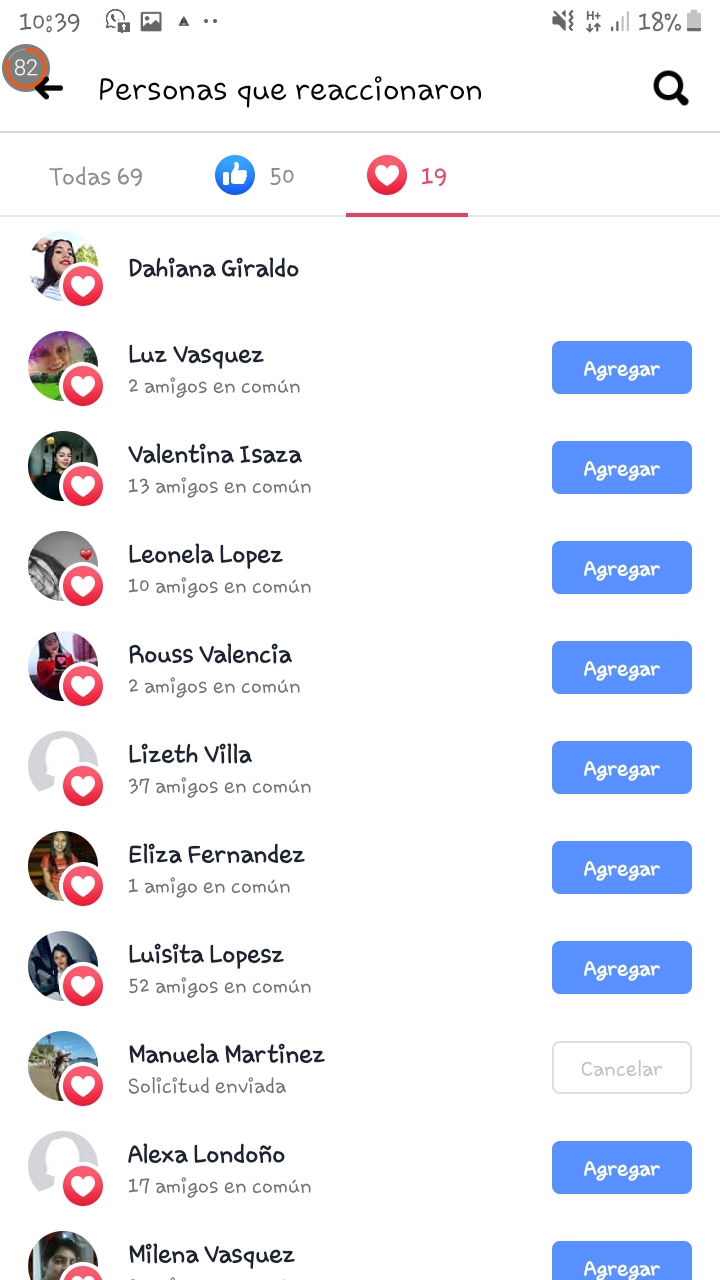 10:39
H+
18%
82
Personas que reaccionaron
Todas 69
50
19
Dahiana Giraldo
Luz Vasquez
2 amigos en común
Agregar
Valentina Isaza
13 amigos en común
Agregar
Leonela Lopez
10 amigos en común
Agregar
Rouss Valencia
2 amigos en común
Agregar
Lizeth Villa
37 amigos en común
Agregar
Eliza Fernandez
1 amigo en común
Agregar
Luisita Lopesz
52 amigos en común
Agregar
Manuela Martinez
Solicitud enviada
Cancelar
Alexa Londoño
17 amigos en común
Agregar
Milena Vasquez
Agregar